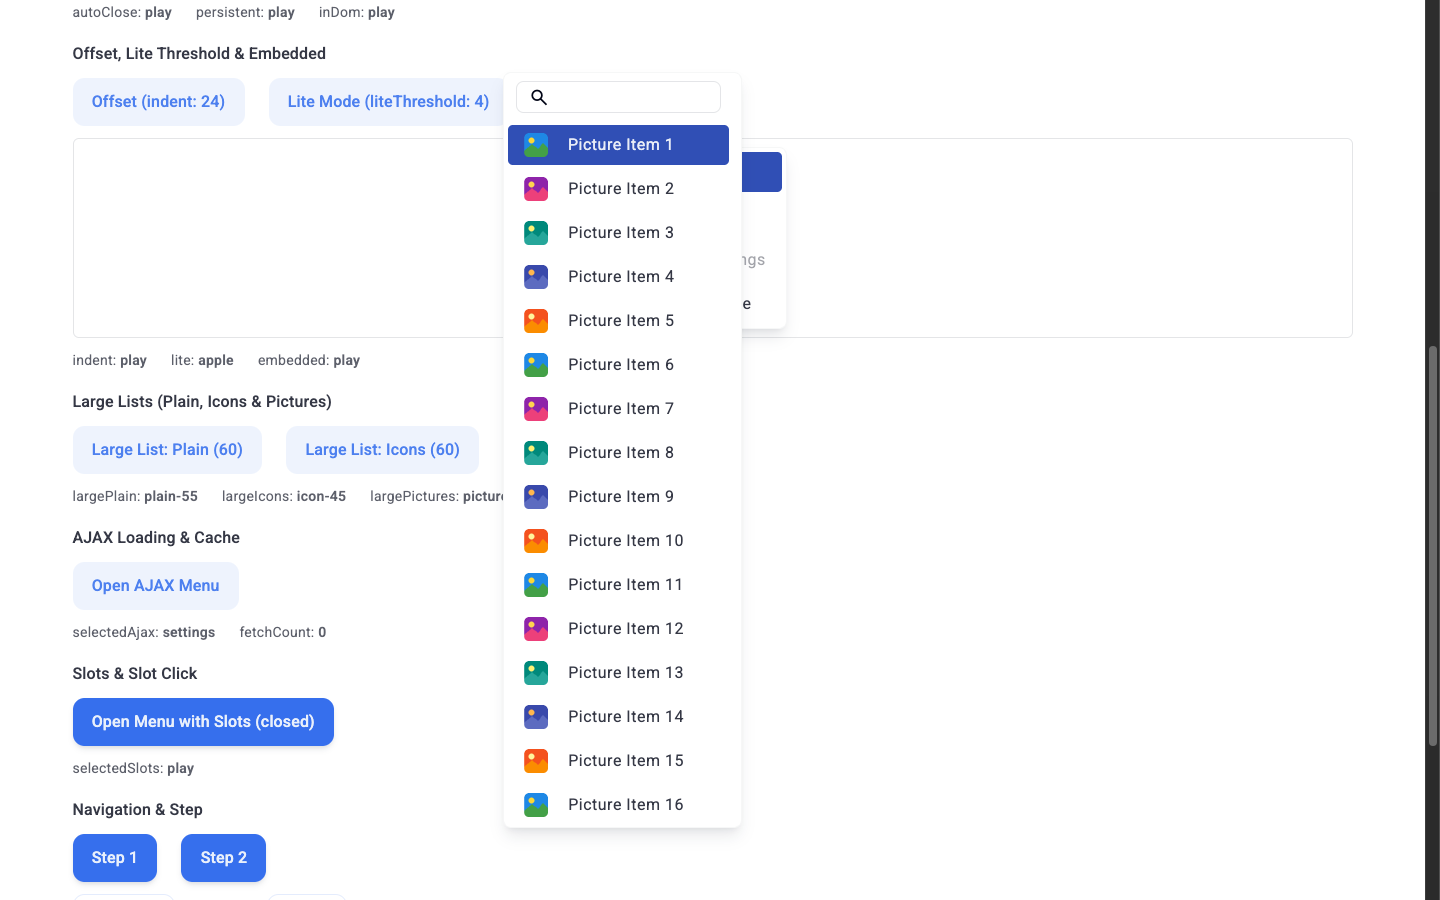 autoClose: play persistent: play inDom: play
Offset, Lite Threshold & Embedded
Offset (indent: 24) Lite Mode (liteThreshold: 4)
Picture Item 1
Picture Item 2
Picture Item 3
Picture Item 4
Picture Item 5
Picture Item 6
Picture Item 7
Picture Item 8
Picture Item 9
Picture Item 10
Picture Item 11
Picture Item 12
Picture Item 13
Picture Item 14
Picture Item 15
Picture Item 16
indent: play lite: apple embedded: play
Large Lists (Plain, Icons & Pictures)
Large List: Plain (60) Large List: Icons (60)
largePlain: plain-55 largeIcons: icon-45 largePictures:
AJAX Loading & Cache
Open AJAX Menu
selectedAjax: settings fetchCount: 0
Slots & Slot Click
Open Menu with Slots (closed)
selectedSlots: play
Navigation & Step
Step 1 Step 2